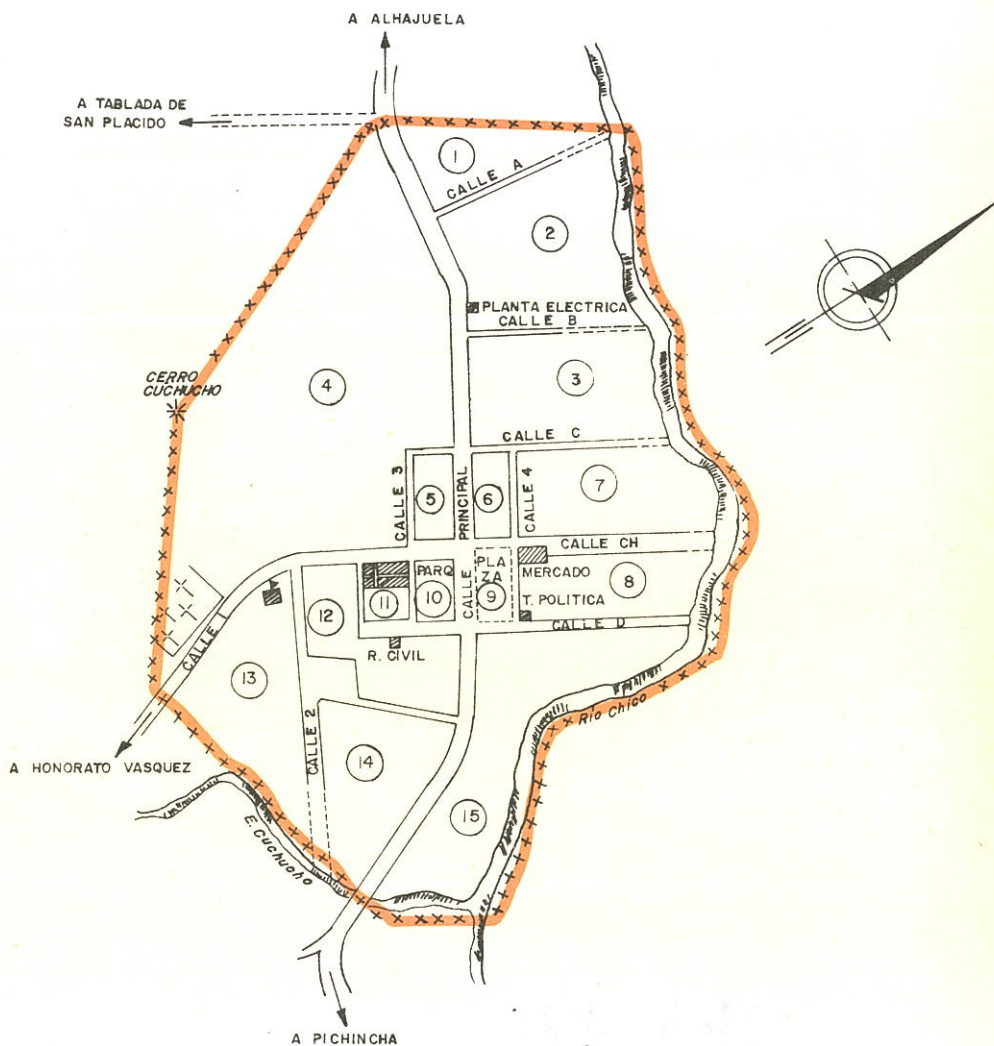 A ALHAJUELA
A TABLADA DE
SAN PLACIDO
1
CALLE A
2
PLANTA ELECTRICA
CALLE B
CERRO
CUCHUCHO
4
3
CALLE C
CALLE 3
5
PRINCIPAL
6
CALLE 4
7
CALLE CH
PARQ
10
CALLE
PLA
ZA
9
MERCADO
8
T. POLITICA
CALLE D
11
12
R. CIVIL
CALLE 1
13
CALLE 2
14
Rio Chico
A HONORATO VASQUEZ
15
E. Cuchucho
A PICHINCHA